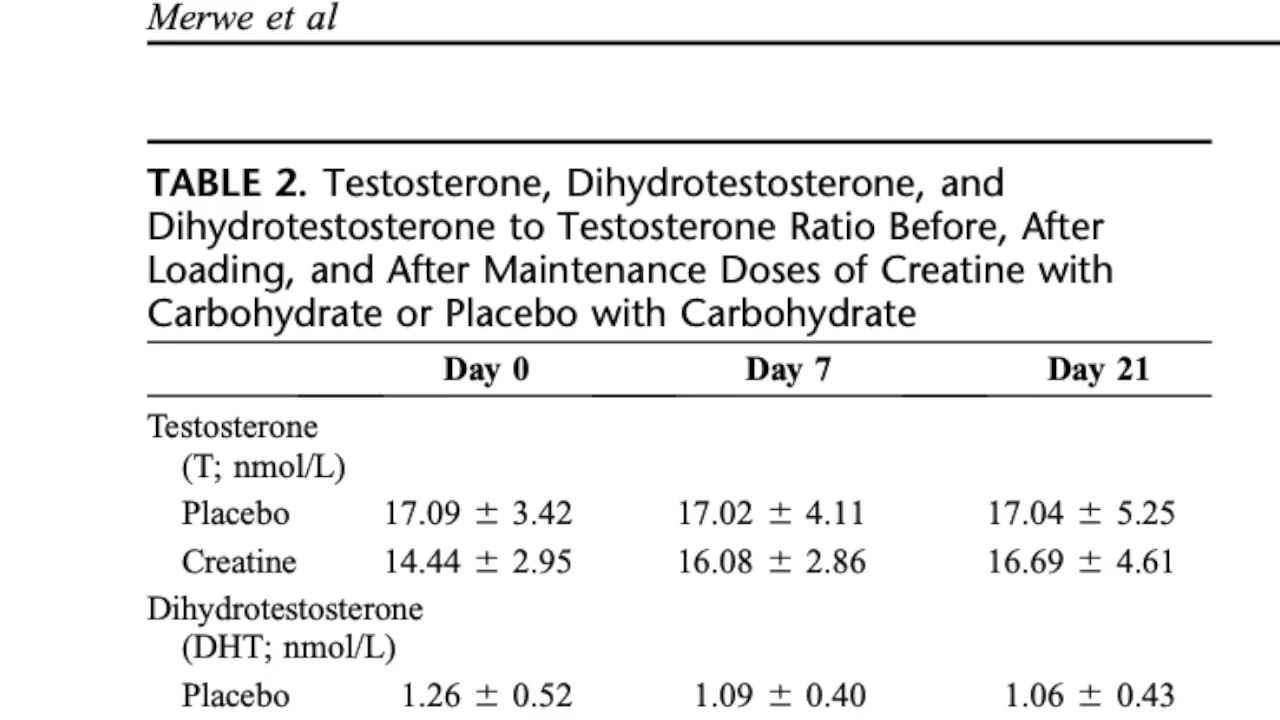 Merwe et al
TABLE 2. Testosterone, Dihydrotestosterone, and
Dihydrotestosterone to Testosterone Ratio Before, After
Loading, and After Maintenance Doses of Creatine with
Carbohydrate or Placebo with Carbohydrate
Day 0 Day 7 Day 21
Testosterone
(T; nmol/L)
Placebo 17.09 ± 3.42 17.02 ± 4.11 17.04 ± 5.25
Creatine 14.44 ± 2.95 16.08 ± 2.86 16.69 ± 4.61
Dihydrotestosterone
(DHT; nmol/L)
Placebo 1.26 ± 0.52 1.09 ± 0.40 1.06 ± 0.43